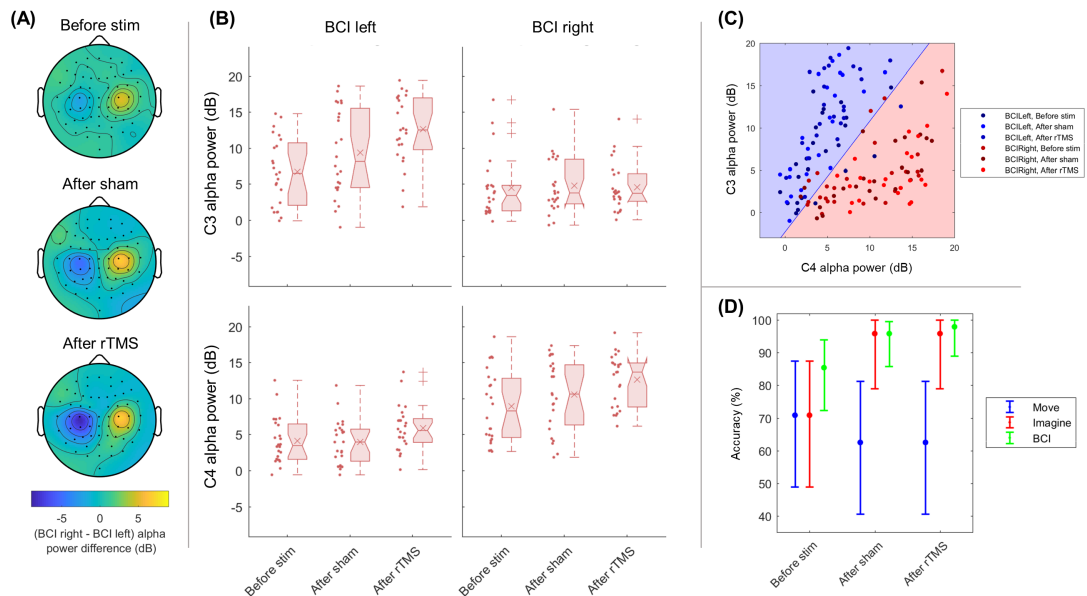 (A)
Before stim
After sham
After rTMS
-5 0 5
(BCI right - BCI left) alpha
power difference (dB)
(B)
BCI left
BCI right
C3 alpha power (dB)
20
15
10
5
0
-5
C4 alpha power (dB)
20
15
10
5
0
-5
Before stim
After sham
After rTMS
Before stim
After sham
After rTMS
(C)
C3 alpha power (dB)
20
15
10
5
0
0 5 10 15 20
C4 alpha power (dB)
BCILeft, Before stim
BCILeft, After sham
BCILeft, After rTMS
BCIRight, Before stim
BCIRight, After sham
BCIRight, After rTMS
(D)
Accuracy (%)
100
90
80
70
60
50
40
Before stim
After sham
After rTMS
Move
Imagine
BCI